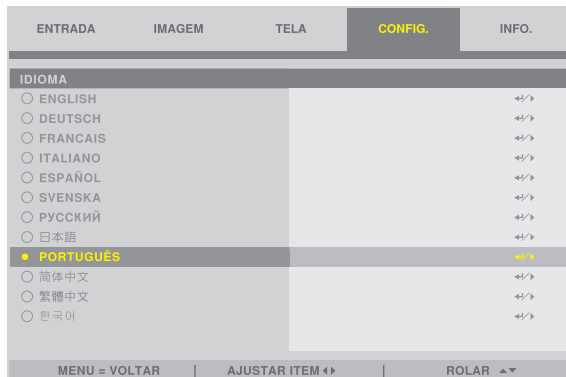 ENTRADA IMAGEM TELA CONFIG. INFO.
IDIOMA
ENGLISH
DEUTSCH
FRANCAIS
ITALIANO
ESPAÑOL
SVENSKA
РУССКИЙ
日本語
PORTUGUÊS
简体中文
繁體中文
한국어
MENU = VOLTAR | AJUSTAR ITEM | ROLAR